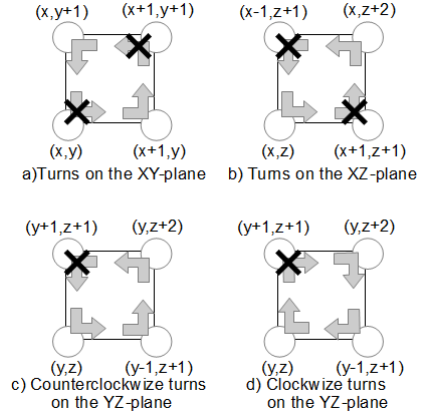 (x,y+1) (x+1,y+1) (x-1,z+1) (x,z+2)
(x,y) (x+1,y) (x,z) (x+1,z+1)
a)Turns on the XY-plane b) Turns on the XZ-plane
(y+1,z+1) (y,z+2) (y+1,z+1) (y,z+2)
(y,z) (y-1,z+1) (y,z) (y-1,z+1)
c) Counterclockwize turns d) Clockwize turns
on the YZ-plane on the YZ-plane